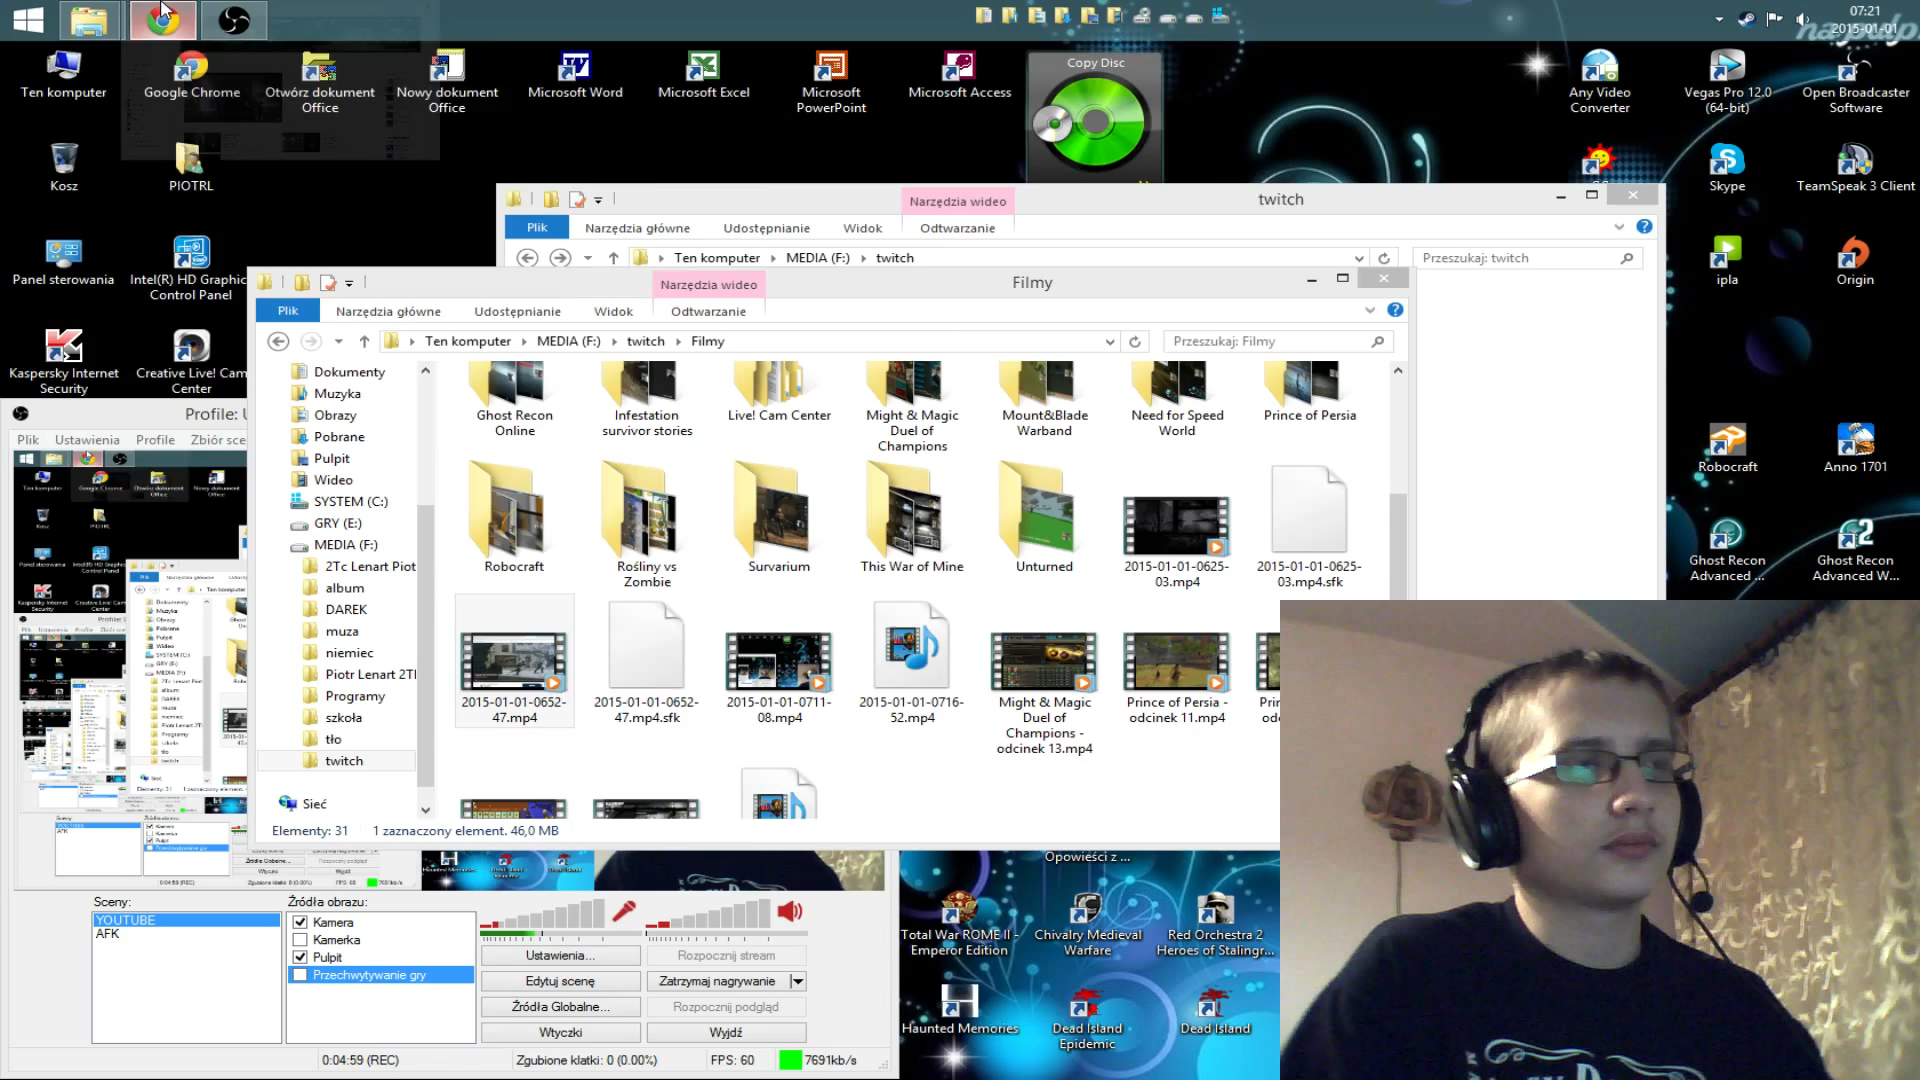 07:21
2015-01-01
Ten komputer
Google Chrome
Otwórz dokument
Office
Nowy dokument
Office
Microsoft Word
Microsoft Excel
Microsoft
PowerPoint
Microsoft Access
Copy Disc
Any Video
Converter
Vegas Pro 12.0
(64-bit)
Open Broadcaster
Software
Kosz
PIOTRL
Skype
TeamSpeak 3 Client
Panel sterowania
Intel(R) HD Graphic
Control Panel
ipla
Origin
Kaspersky Internet
Security
Creative Live! Cam
Center
Robocraft
Anno 1701
Ghost Recon
Advanced ...
Ghost Recon
Advanced W...
Narzędzia wideo
twitch
Plik
Narzędzia główne
Udostępnianie
Widok
Odtwarzanie
Ten komputer
MEDIA (F:)
twitch
Przeszukaj: twitch
Narzędzia wideo
Filmy
Plik
Narzędzia główne
Udostępnianie
Widok
Odtwarzanie
Ten komputer
MEDIA (F:)
twitch
Filmy
Przeszukaj: Filmy
Dokumenty
Muzyka
Obrazy
Pobrane
Pulpit
Wideo
SYSTEM (C:)
GRY (E:)
MEDIA (F:)
2Tc Lenart Piot
album
DAREK
muza
niemiec
Piotr Lenart 2TI
Programy
szkoła
tło
twitch
Sieć
Ghost Recon
Online
Infestation
survivor stories
Live! Cam Center
Might & Magic
Duel of
Champions
Mount&Blade
Warband
Need for Speed
World
Prince of Persia
Robocraft
Rośliny vs
Zombie
Survarium
This War of Mine
Unturned
2015-01-01-0625-
03.mp4
2015-01-01-0625-
03.mp4.sfk
2015-01-01-0652-
47.mp4
2015-01-01-0652-
47.mp4.sfk
2015-01-01-0711-
08.mp4
2015-01-01-0716-
52.mp4
Might & Magic
Duel of
Champions -
odcinek 13.mp4
Prince of Persia -
odcinek 11.mp4
Elementy: 31
1 zaznaczony element. 46,0 MB
Profile: U
Plik
Ustawienia
Profile
Zbiór sce
Sceny:
YOUTUBE
AFK
Źródła obrazu:
Kamera
Kamerka
Pulpit
Przechwytywanie gry
Ustawienia...
Rozpocznij stream
Edytuj scenę
Zatrzymaj nagrywanie
Źródła Globalne...
Rozpocznij podgląd
Wtyczki
Wyjdź
0:04:59 (REC)
Zgubione klatki: 0 (0.00%)
FPS: 60
7691kb/s
Opowieści z ...
Total War ROME II -
Emperor Edition
Chivalry Medieval
Warfare
Red Orchestra 2
Heroes of Stalingr...
Haunted Memories
Dead Island
Epidemic
Dead Island